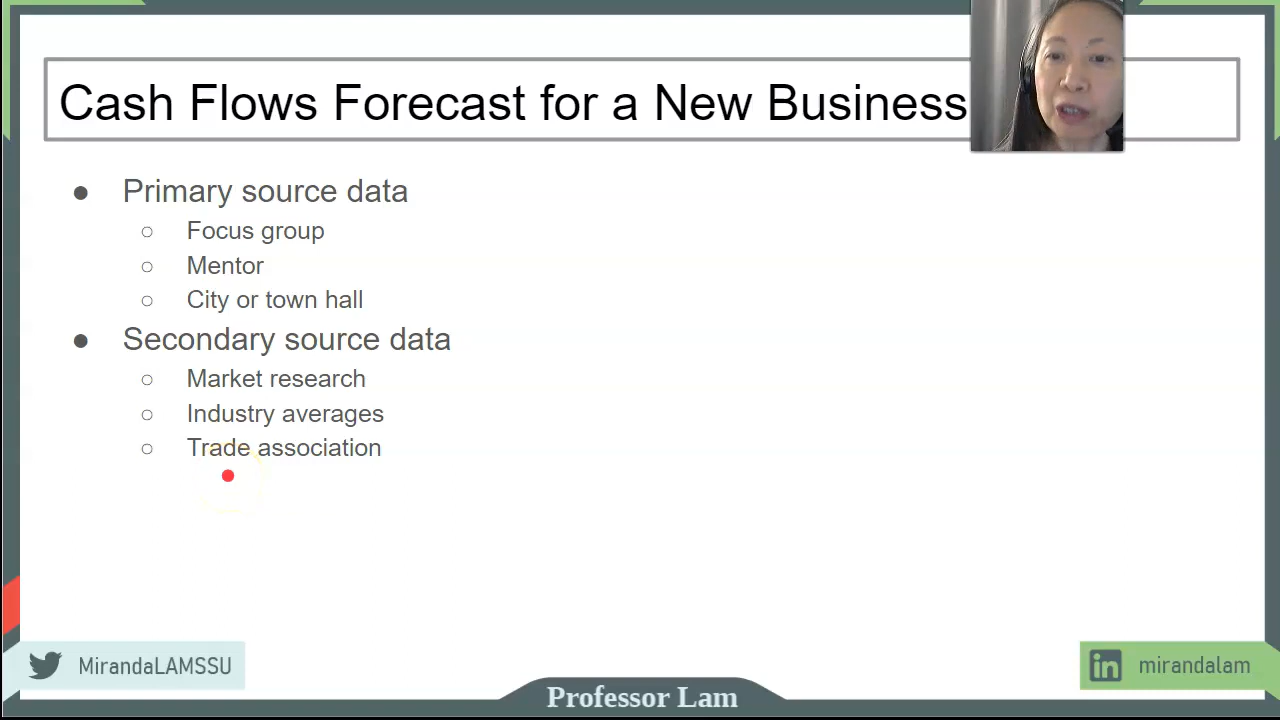 Cash Flows Forecast for a New Business
● Primary source data
○ Focus group
○ Mentor
○ City or town hall
● Secondary source data
○ Market research
○ Industry averages
○ Trade association
MirandaLAMSSU
in mirandalam
Professor Lam